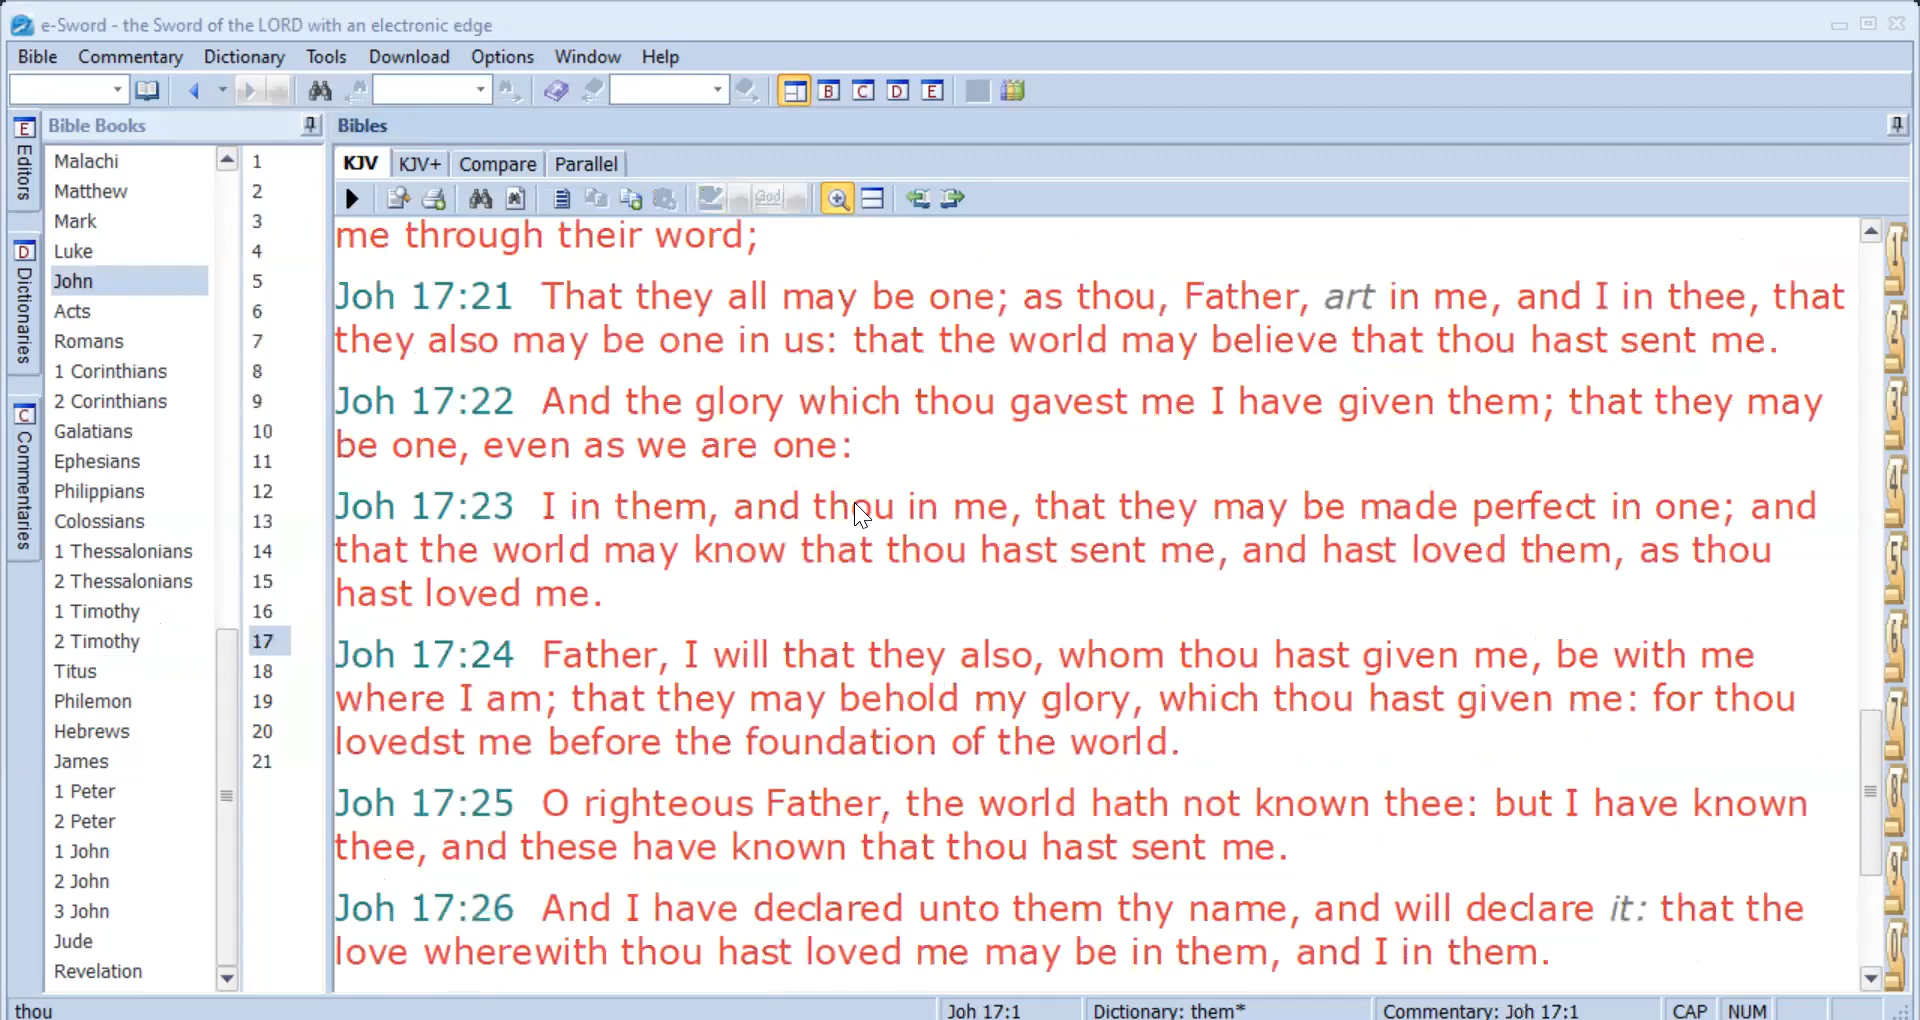 e-Sword - the Sword of the LORD with an electronic edge
Bible Commentary Dictionary Tools Download Options Window Help
B C D E
E Editors
D Dictionaries
C Commentaries
Bible Books
Malachi
Matthew
Mark
Luke
John
Acts
Romans
1 Corinthians
2 Corinthians
Galatians
Ephesians
Philippians
Colossians
1 Thessalonians
2 Thessalonians
1 Timothy
2 Timothy
Titus
Philemon
Hebrews
James
1 Peter
2 Peter
1 John
2 John
3 John
Jude
Revelation
1
2
3
4
5
6
7
8
9
10
11
12
13
14
15
16
17
18
19
20
21
Bibles
KJV KJV+ Compare Parallel
God
me through their word;
Joh 17:21 That they all may be one; as thou, Father, art in me, and I in thee, that
they also may be one in us: that the world may believe that thou hast sent me.
Joh 17:22 And the glory which thou gavest me I have given them; that they may
be one, even as we are one:
Joh 17:23 I in them, and thou in me, that they may be made perfect in one; and
that the world may know that thou hast sent me, and hast loved them, as thou
hast loved me.
Joh 17:24 Father, I will that they also, whom thou hast given me, be with me
where I am; that they may behold my glory, which thou hast given me: for thou
lovedst me before the foundation of the world.
Joh 17:25 O righteous Father, the world hath not known thee: but I have known
thee, and these have known that thou hast sent me.
Joh 17:26 And I have declared unto them thy name, and will declare it: that the
love wherewith thou hast loved me may be in them, and I in them.
1
2
3
4
5
6
7
8
9
0
thou
Joh 17:1
Dictionary: them*
Commentary: Joh 17:1
CAP
NUM